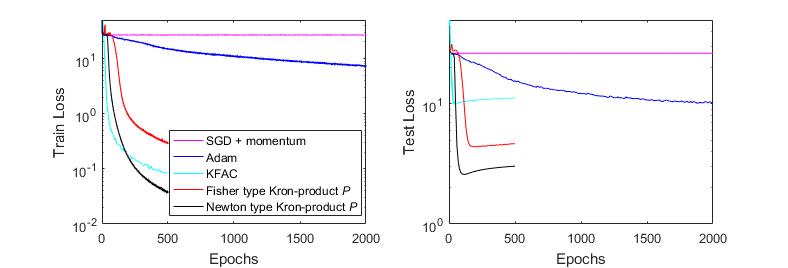 Train Loss
10^1
10^0
10^-1
10^-2
0
500
1000
1500
2000
Epochs
SGD + momentum
Adam
KFAC
Fisher type Kron-product P
Newton type Kron-product P
Test Loss
10^1
10^0
0
500
1000
1500
2000
Epochs